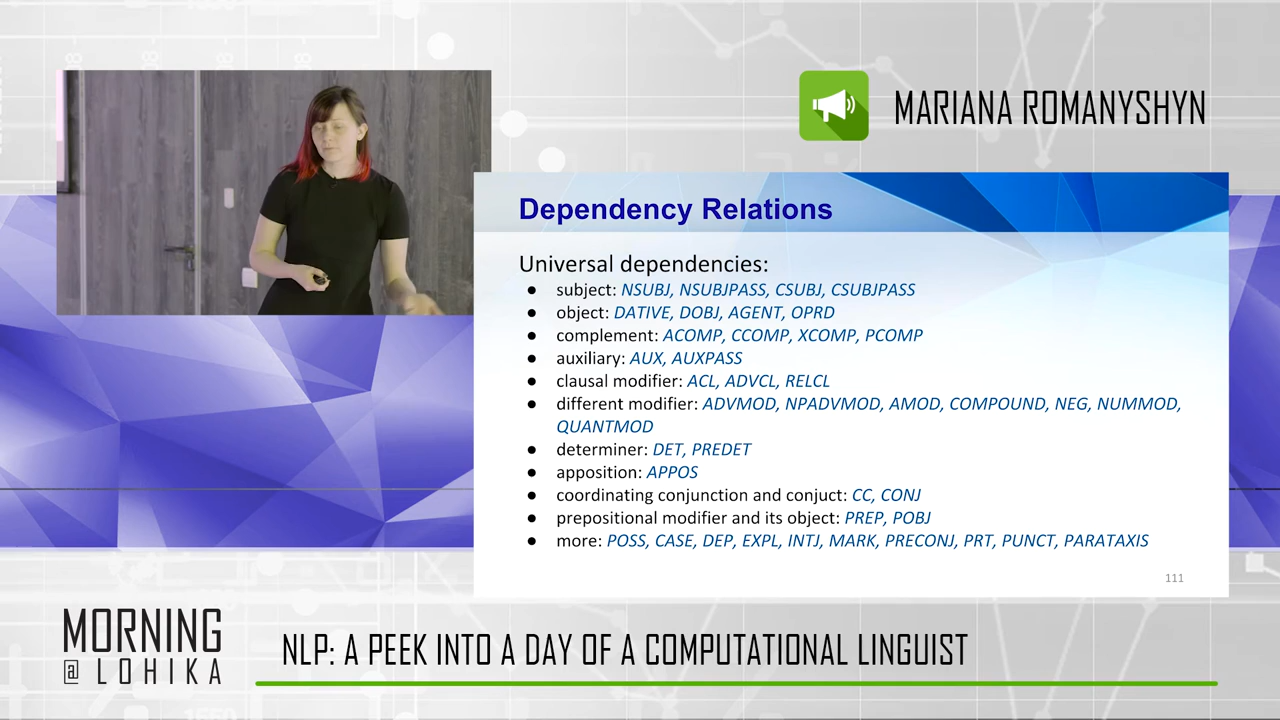 MARIANA ROMANYSHYN
Dependency Relations
Universal dependencies:
● subject: NSUBJ, NSUBJPASS, CSUBJ, CSUBJPASS
● object: DATIVE, DOBJ, AGENT, OPRD
● complement: ACOMP, CCOMP, XCOMP, PCOMP
● auxiliary: AUX, AUXPASS
● clausal modifier: ACL, ADVCL, RELCL
● different modifier: ADVMOD, NPADVMOD, AMOD, COMPOUND, NEG, NUMMOD,
QUANTMOD
● determiner: DET, PREDET
● apposition: APPOS
● coordinating conjunction and conjuct: CC, CONJ
● prepositional modifier and its object: PREP, POBJ
● more: POSS, CASE, DEP, EXPL, INTJ, MARK, PRECONJ, PRT, PUNCT, PARATAXIS
111
MORNING
@ LOHIKA
NLP: A PEEK INTO A DAY OF A COMPUTATIONAL LINGUIST